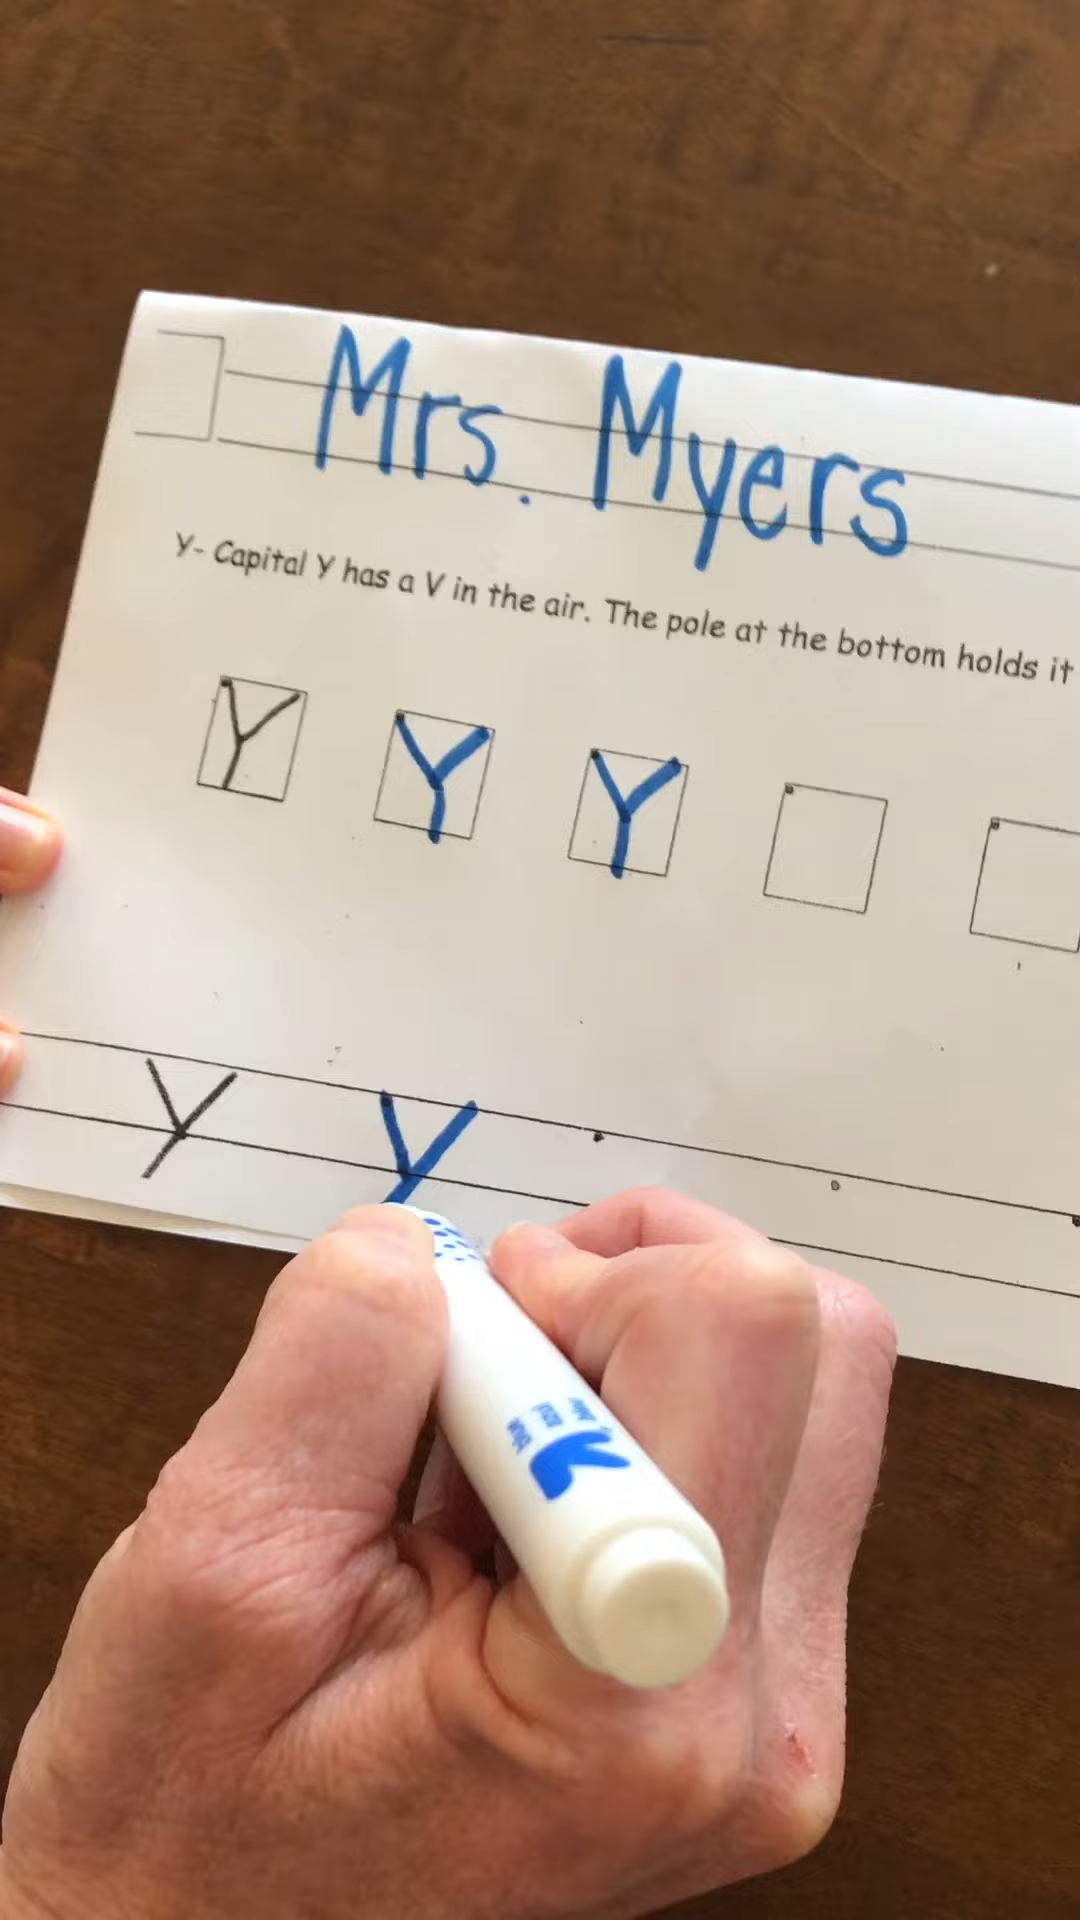 Mrs. Myers
Y- Capital Y has a V in the air. The pole at the bottom holds it
Y Y Y
y y